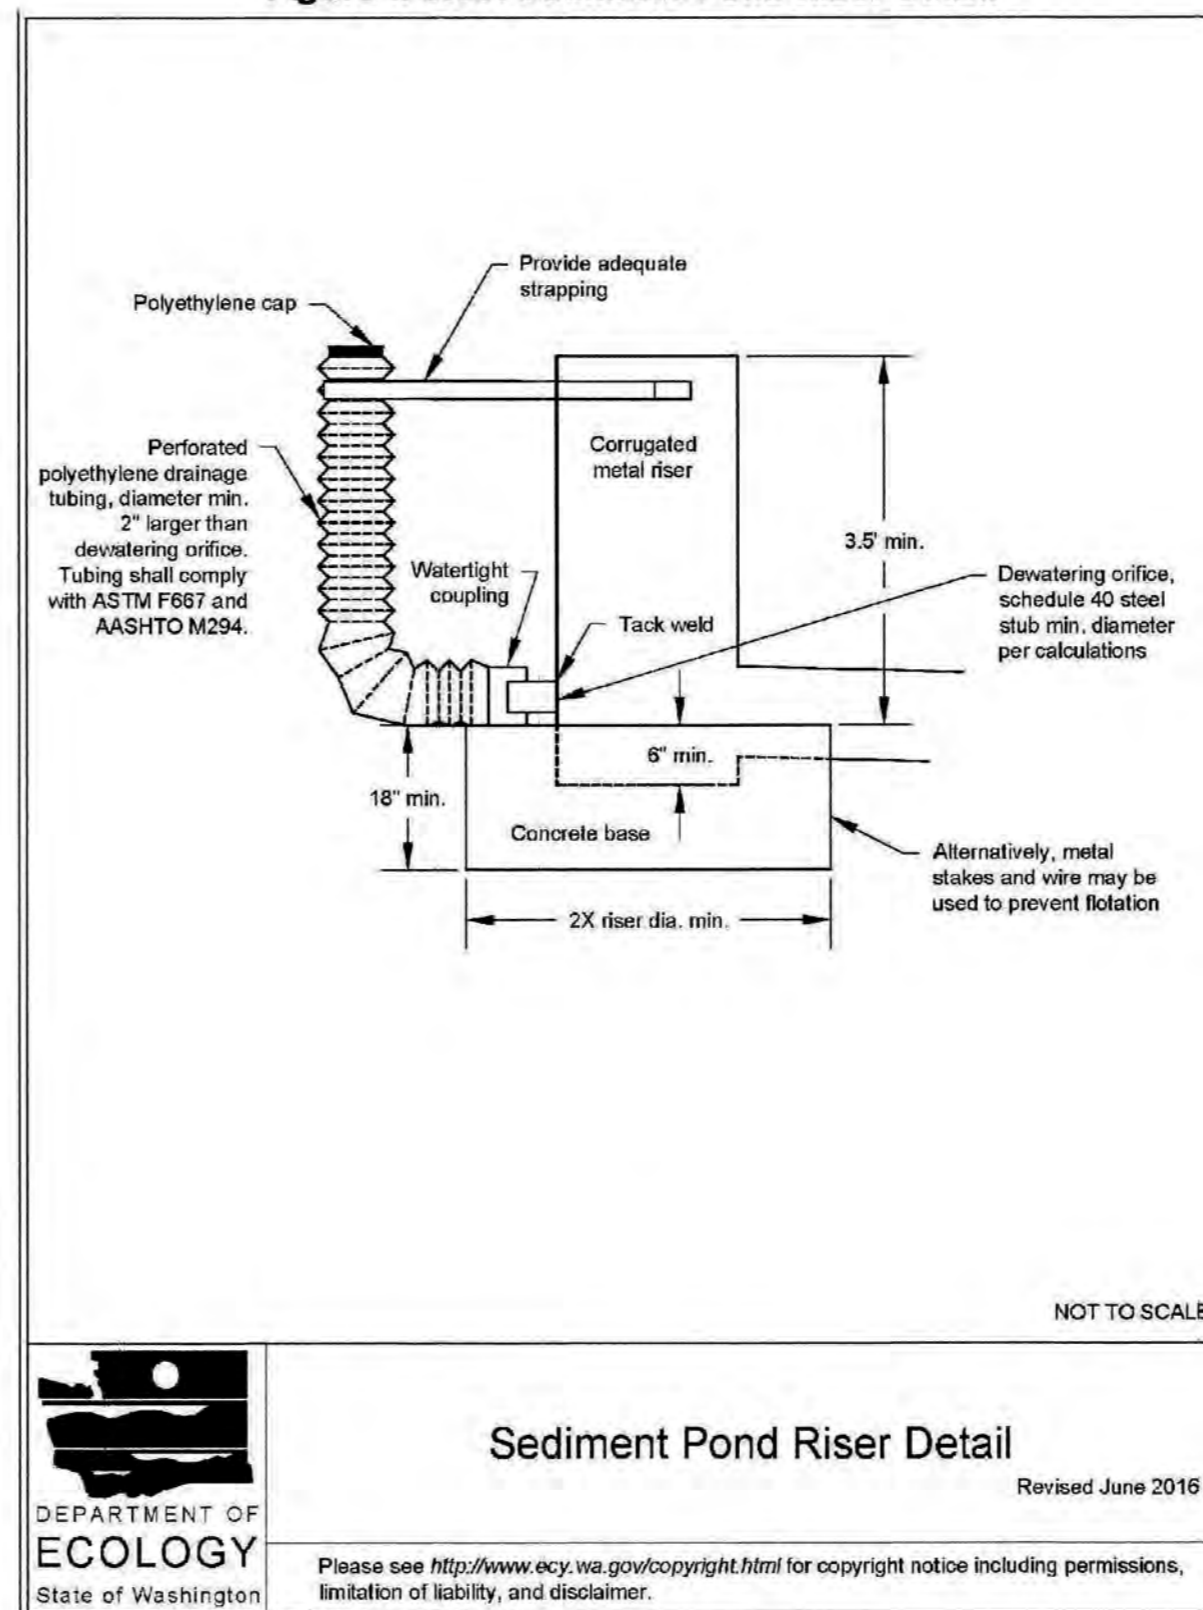 Provide adequate
strapping
Polyethylene cap
Perforated
polyethylene drainage
tubing, diameter min.
2" larger than
dewatering orifice.
Tubing shall comply
with ASTM F667 and
AASHTO M294.
Corrugated
metal riser
3.5' min.
Watertight
coupling
Tack weld
Dewatering orifice,
schedule 40 steel
stub min. diameter
per calculations
6" min.
18" min.
Concrete base
Alternatively, metal
stakes and wire may be
used to prevent flotation
2X riser dia. min.
NOT TO SCALE
Sediment Pond Riser Detail
Revised June 2016
DEPARTMENT OF
ECOLOGY
State of Washington
Please see http://www.ecy.wa.gov/copyright.html for copyright notice including permissions,
limitation of liability, and disclaimer.